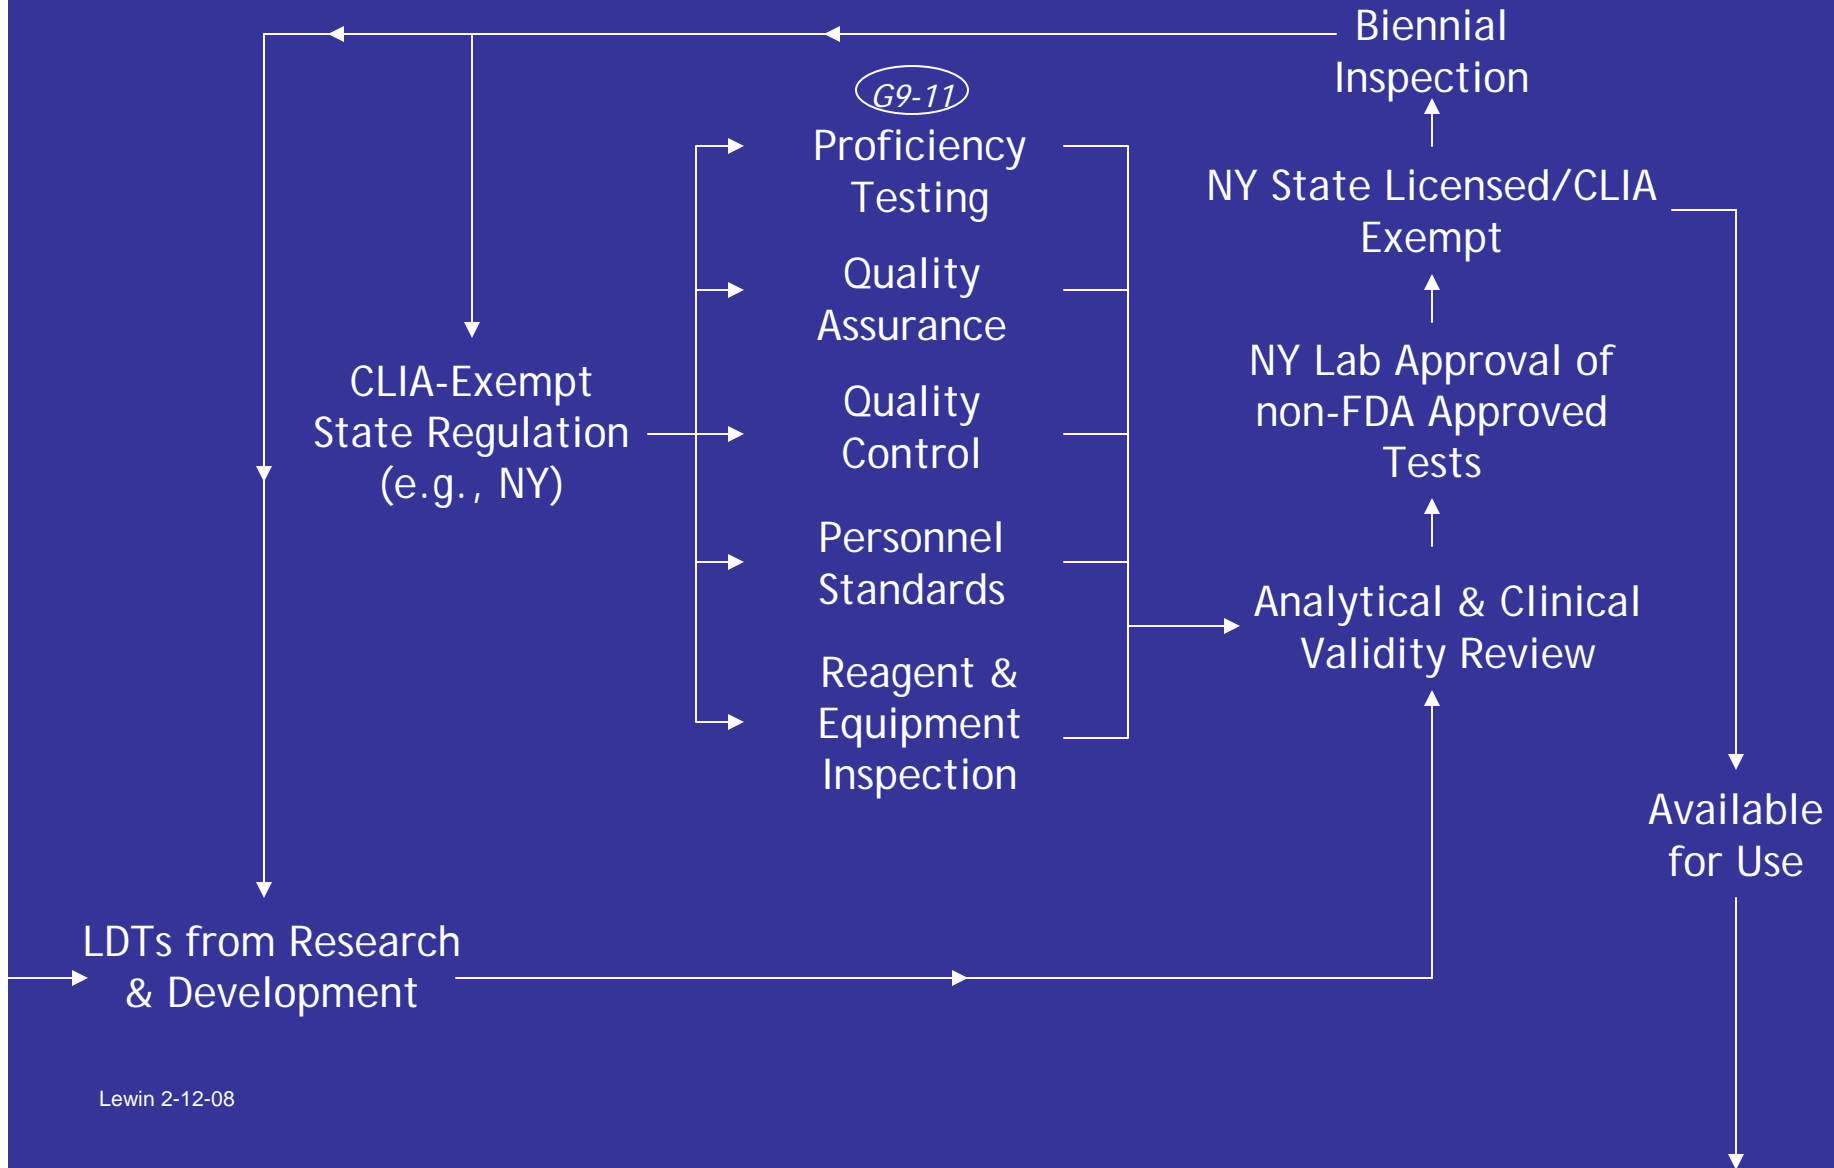 Biennial
Inspection
G9-11
Proficiency
Testing
NY State Licensed/CLIA
Exempt
Quality
Assurance
CLIA-Exempt
State Regulation
(e.g., NY)
Quality
Control
NY Lab Approval of
non-FDA Approved
Tests
Personnel
Standards
Analytical & Clinical
Validity Review
Reagent &
Equipment
Inspection
Available
for Use
LDTs from Research
& Development
Lewin 2-12-08